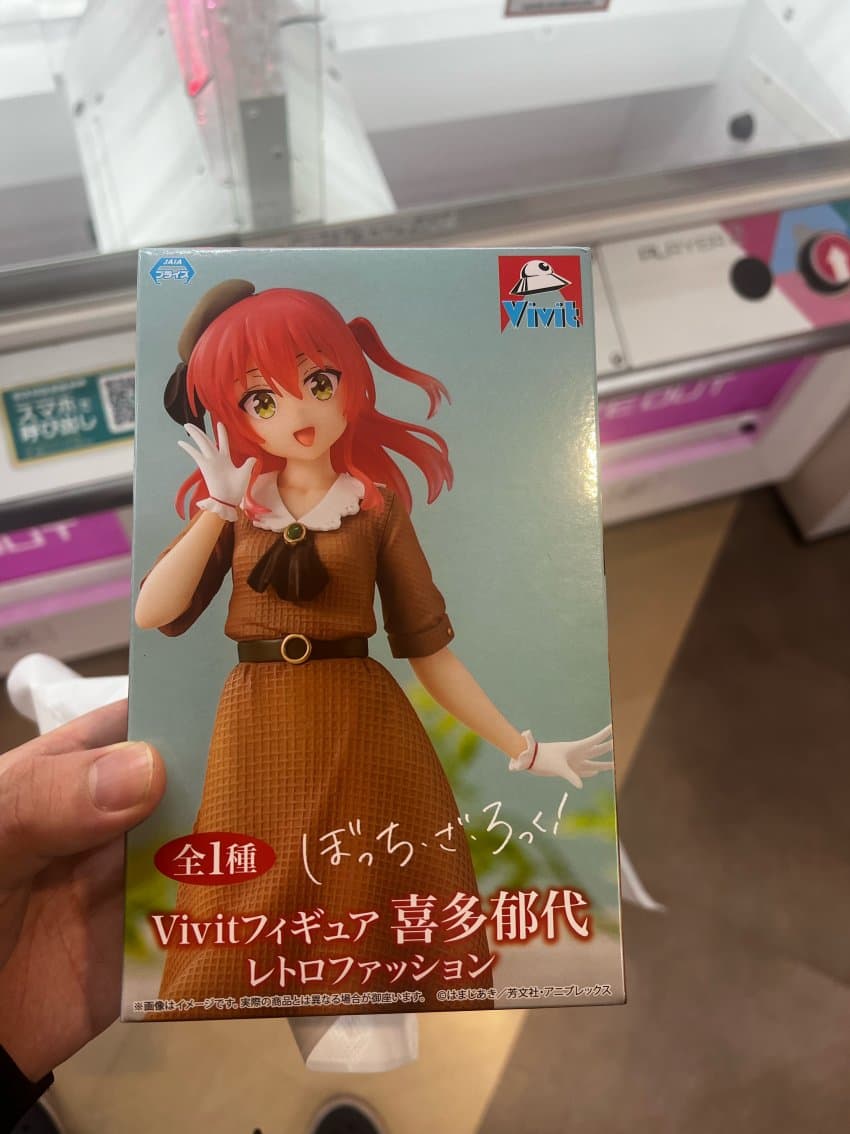 PLAYER
スマホで
呼び出し
OUT
E OUT
JAIA
プライズ
Vivit
全1種
ぼっち・ざ・ろっく!
Vivitフィギュア 喜多郁代
レトロファッション
※画像はイメージです。実際の商品とは異なる場合が御座います。 ©はまじあき/芳文社・アニプレックス